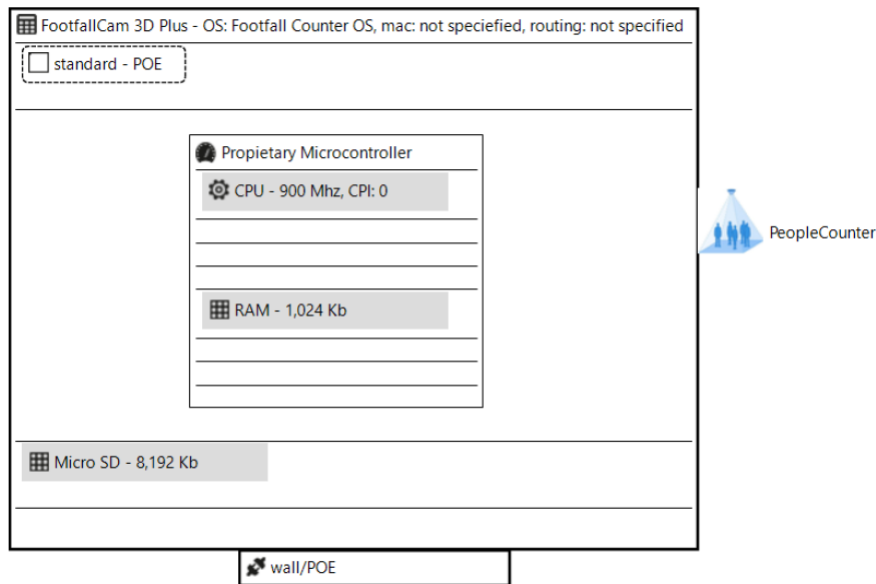 FootfallCam 3D Plus - OS: Footfall Counter OS, mac: not speciefied, routing: not specified
standard - POE
Propietary Microcontroller
CPU - 900 Mhz, CPI: 0
PeopleCounter
RAM - 1,024 Kb
Micro SD - 8,192 Kb
wall/POE